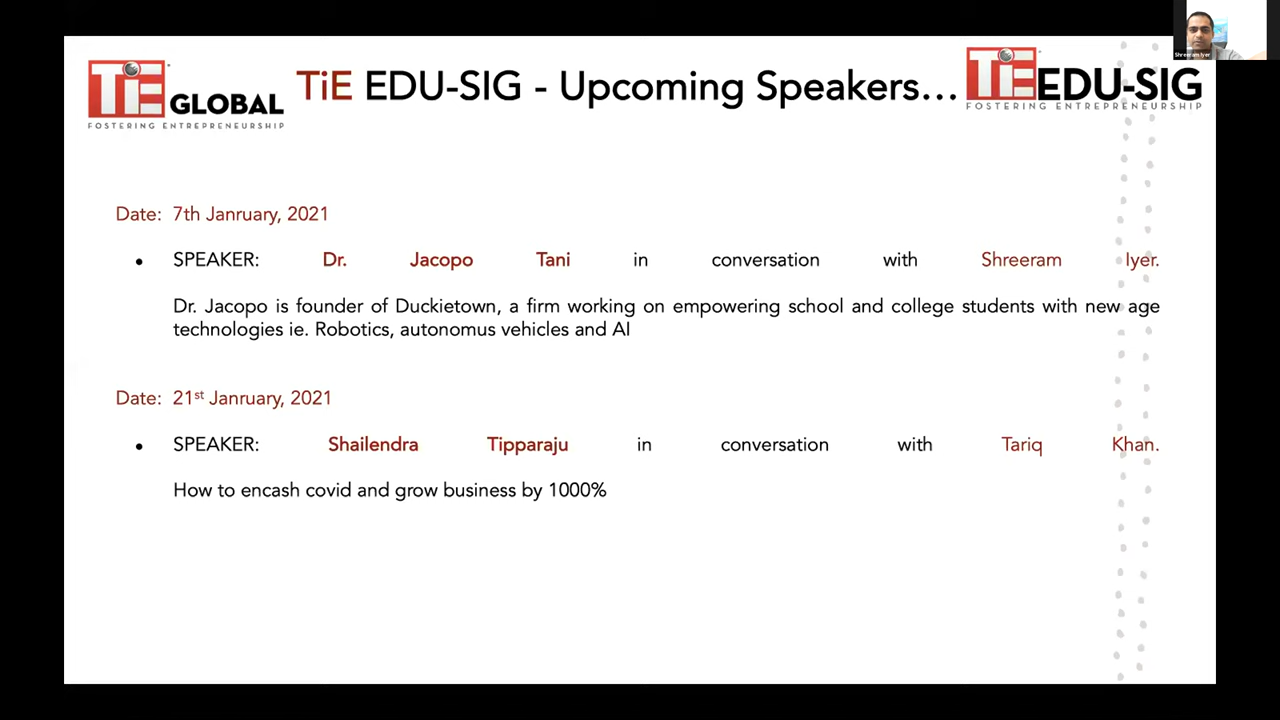 Shreeram Iyer
TiE GLOBAL
FOSTERING ENTREPRENEURSHIP
TiE EDU-SIG - Upcoming Speakers...
TiE EDU-SIG
FOSTERING ENTREPRENEURSHIP
Date: 7th Janruary, 2021
• SPEAKER: Dr. Jacopo Tani in conversation with Shreeram Iyer.
Dr. Jacopo is founder of Duckietown, a firm working on empowering school and college students with new age
technologies ie. Robotics, autonomus vehicles and AI
Date: 21st Janruary, 2021
• SPEAKER: Shailendra Tipparaju in conversation with Tariq Khan.
How to encash covid and grow business by 1000%